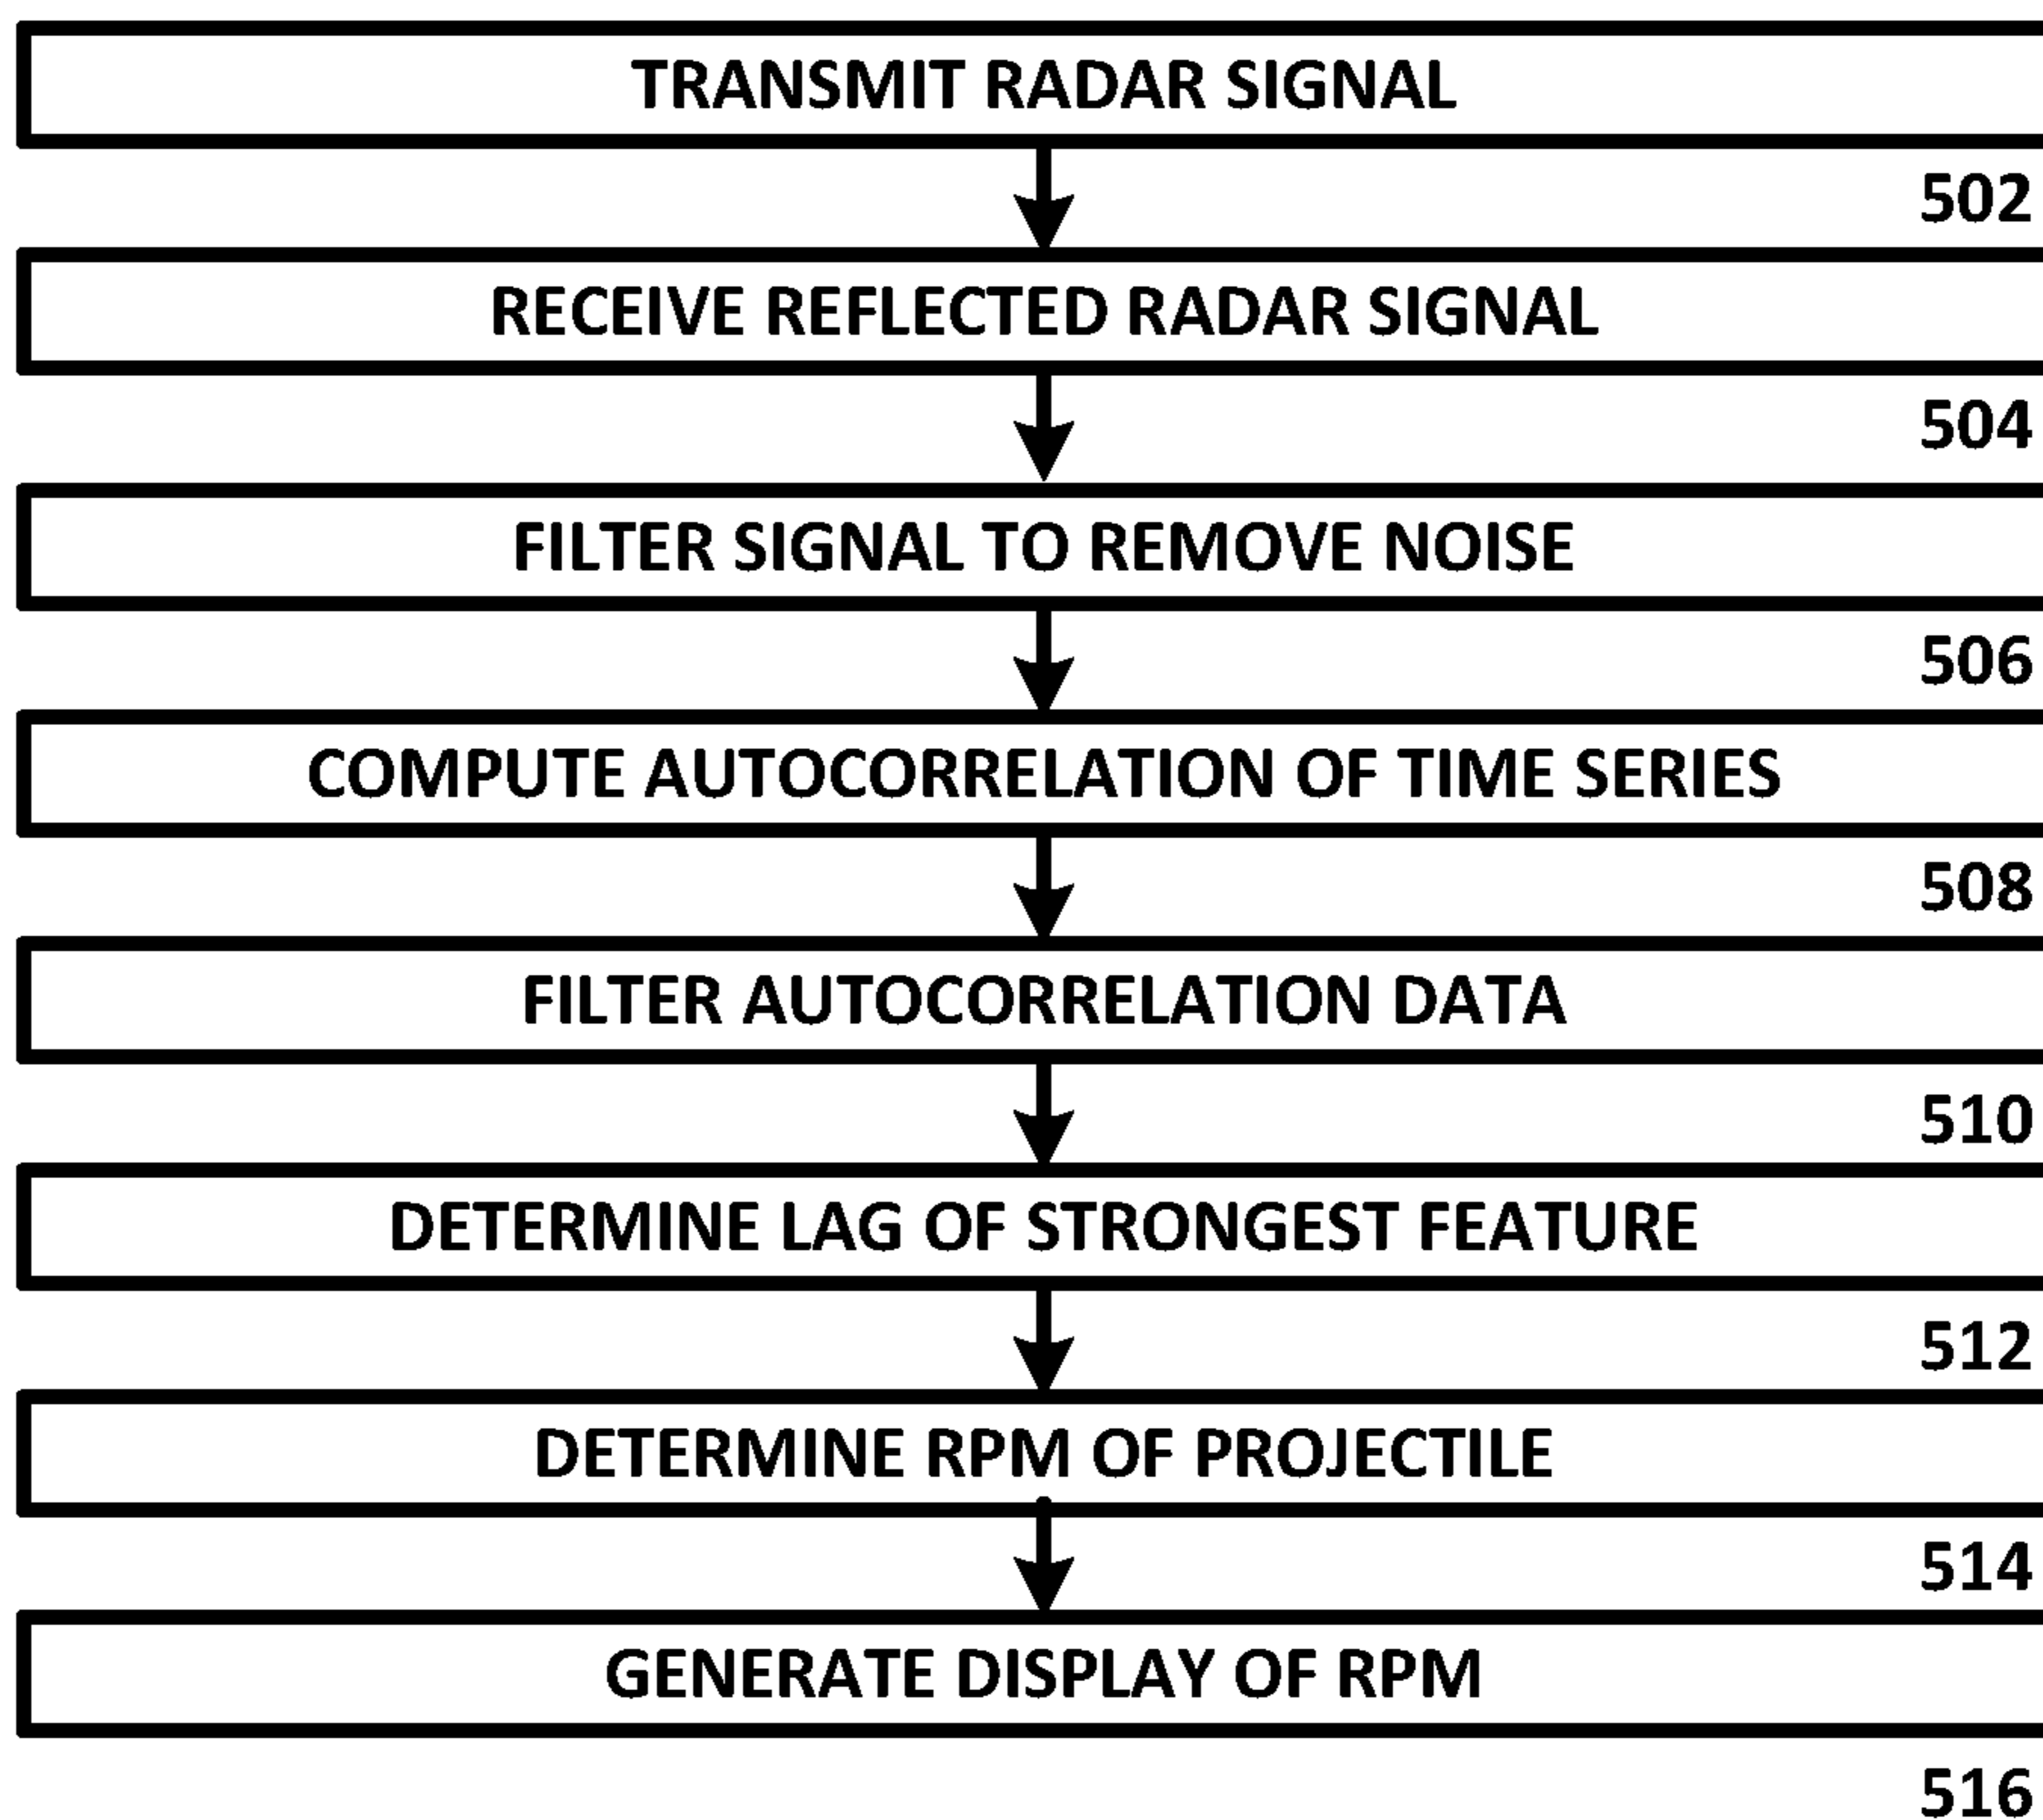 TRANSMIT RADAR SIGNAL
502
RECEIVE REFLECTED RADAR SIGNAL
504
FILTER SIGNAL TO REMOVE NOISE
506
COMPUTE AUTOCORRELATION OF TIME SERIES
508
FILTER AUTOCORRELATION DATA
510
DETERMINE LAG OF STRONGEST FEATURE
512
DETERMINE RPM OF PROJECTILE
514
GENERATE DISPLAY OF RPM
516